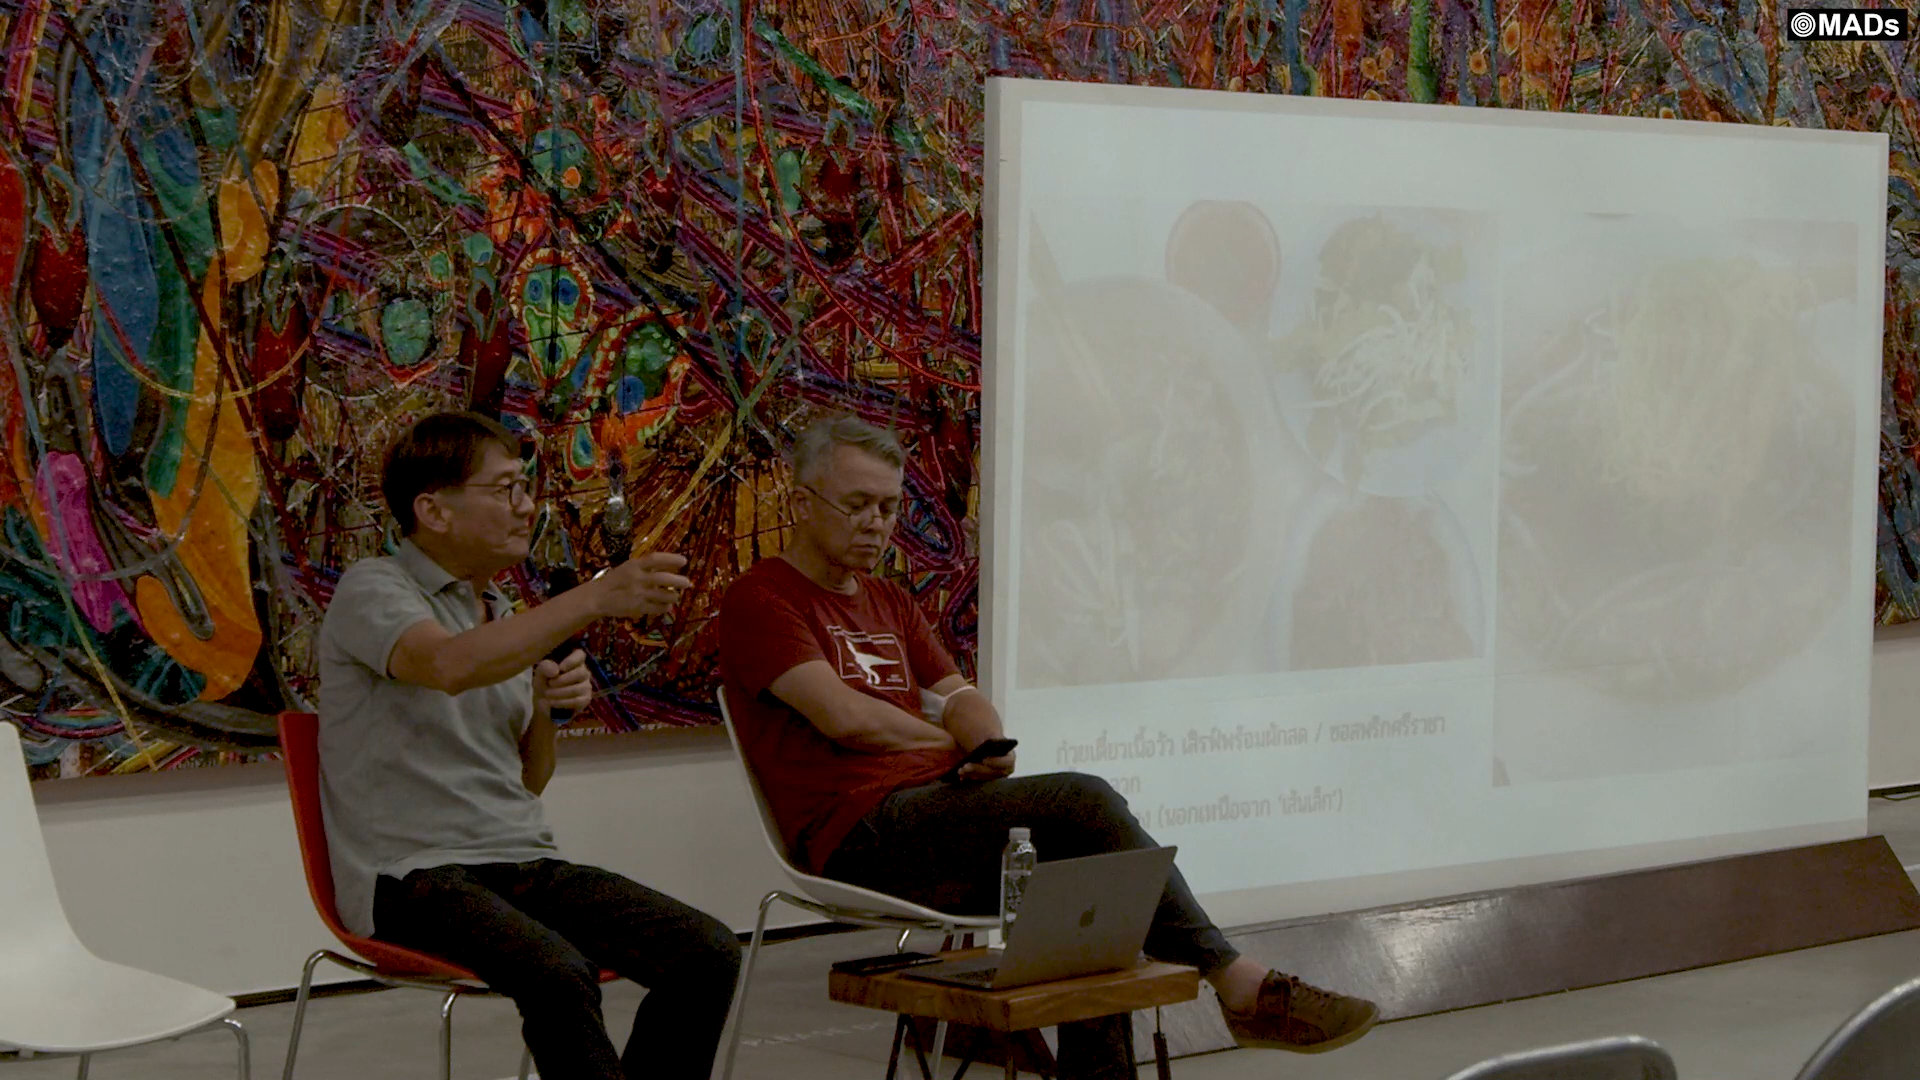 MADs
ก๋วยเตี๋ยวเนื้อวัว เสิร์ฟพร้อมผักสด / ซอสพริกศรีราชา
(นอกเหนือจาก 'เส้นเล็ก')